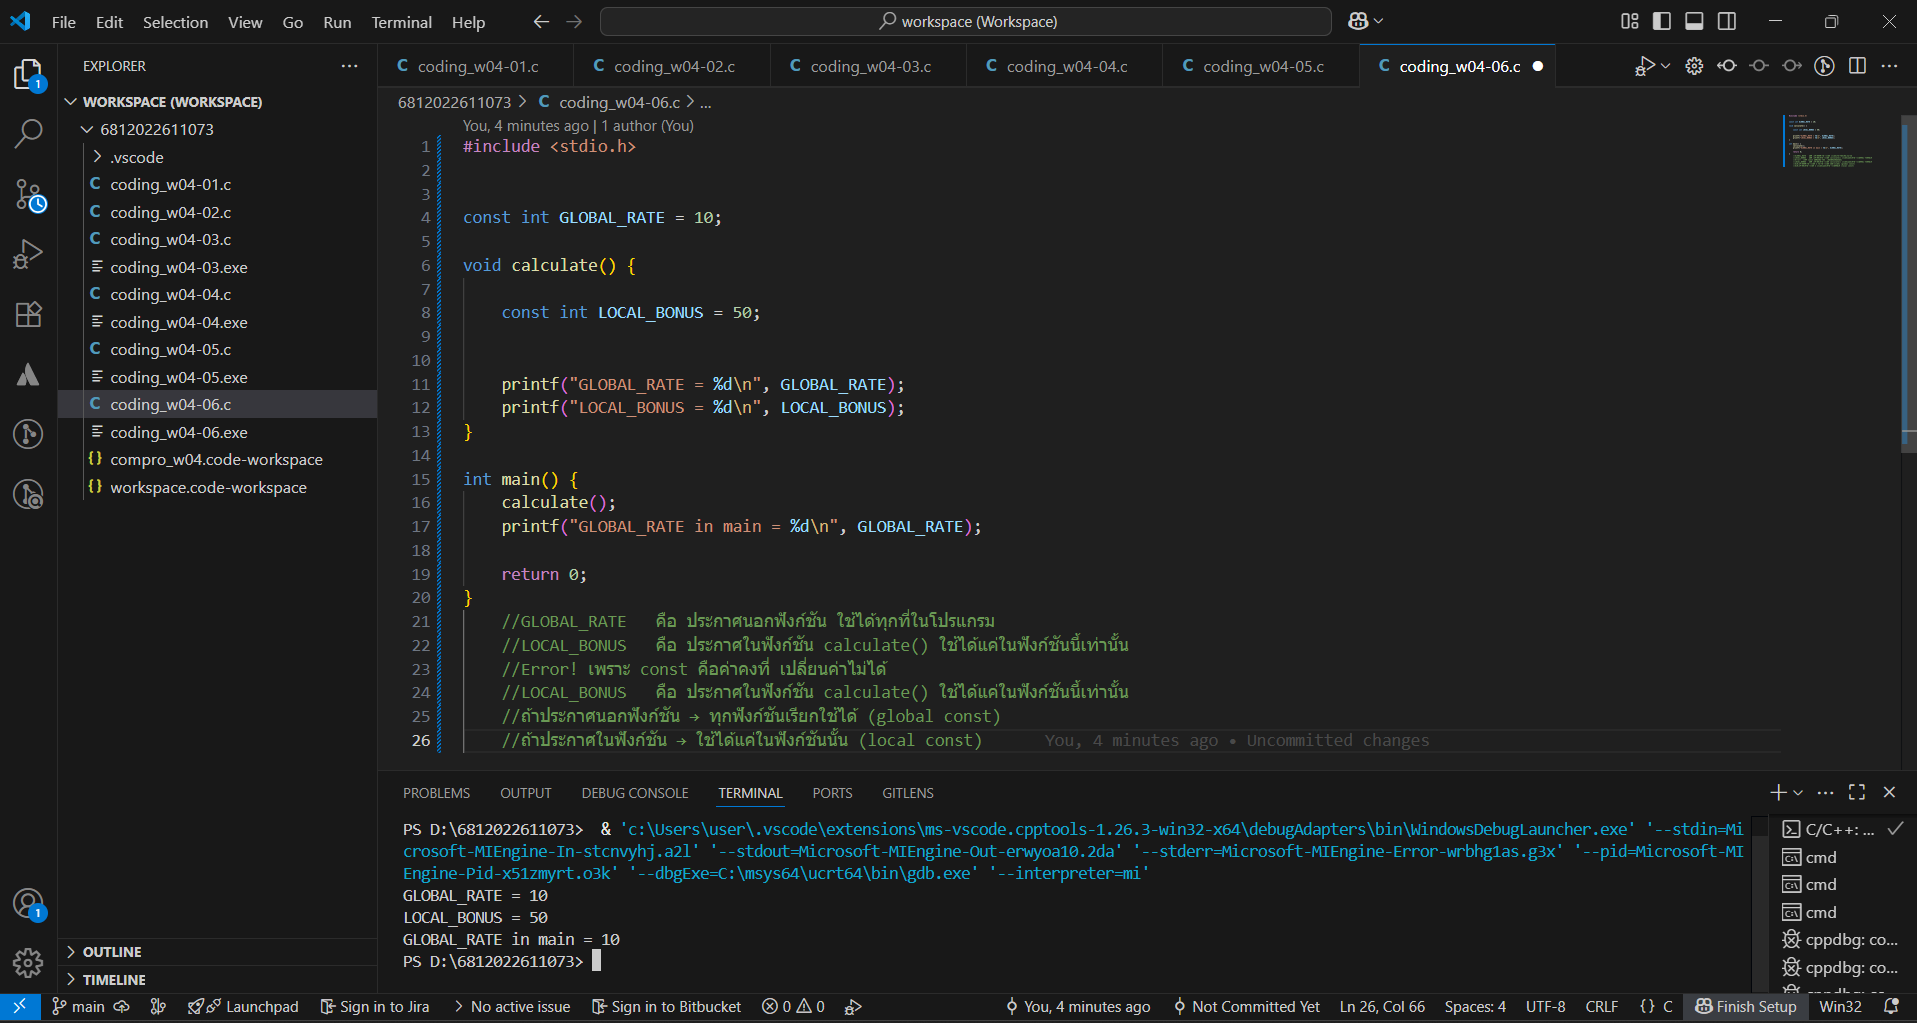 File Edit Selection View Go Run Terminal Help workspace (Workspace)
EXPLORER
WORKSPACE (WORKSPACE)
6812022611073
.vscode
coding_w04-01.c
coding_w04-02.c
coding_w04-03.c
coding_w04-03.exe
coding_w04-04.c
coding_w04-04.exe
coding_w04-05.c
coding_w04-05.exe
coding_w04-06.c
coding_w04-06.exe
compro_w04.code-workspace
workspace.code-workspace
OUTLINE
TIMELINE
coding_w04-01.c coding_w04-02.c coding_w04-03.c coding_w04-04.c coding_w04-05.c coding_w04-06.c
6812022611073 > C coding_w04-06.c > ...
You, 4 minutes ago | 1 author (You)
1 #include <stdio.h>
2
3
4 const int GLOBAL_RATE = 10;
5
6 void calculate() {
7
8 const int LOCAL_BONUS = 50;
9
10
11 printf("GLOBAL_RATE = %d\n", GLOBAL_RATE);
12 printf("LOCAL_BONUS = %d\n", LOCAL_BONUS);
13 }
14
15 int main() {
16 calculate();
17 printf("GLOBAL_RATE in main = %d\n", GLOBAL_RATE);
18
19 return 0;
20 }
21 //GLOBAL_RATE คือ ประกาศนอกฟังก์ชัน ใช้ได้ทุกที่ในโปรแกรม
22 //LOCAL_BONUS คือ ประกาศในฟังก์ชัน calculate() ใช้ได้แค่ในฟังก์ชันนี้เท่านั้น
23 //Error! เพราะ const คือค่าคงที่ เปลี่ยนค่าไม่ได้
24 //LOCAL_BONUS คือ ประกาศในฟังก์ชัน calculate() ใช้ได้แค่ในฟังก์ชันนี้เท่านั้น
25 //ถ้าประกาศนอกฟังก์ชัน → ทุกฟังก์ชันเรียกใช้ได้ (global const)
26 //ถ้าประกาศในฟังก์ชัน → ใช้ได้แค่ในฟังก์ชันนั้น (local const) You, 4 minutes ago • Uncommitted changes
PROBLEMS OUTPUT DEBUG CONSOLE TERMINAL PORTS GITLENS
PS D:\6812022611073> & 'c:\Users\user\.vscode\extensions\ms-vscode.cpptools-1.26.3-win32-x64\debugAdapters\bin\WindowsDebugLauncher.exe' '--stdin=Mi
crosoft-MIEngine-In-stcnvyhj.a2l' '--stdout=Microsoft-MIEngine-Out-erwyoa10.2da' '--stderr=Microsoft-MIEngine-Error-wrbhg1as.g3x' '--pid=Microsoft-MI
Engine-Pid-x51zmyrt.o3k' '--dbgExe=C:\msys64\ucrt64\bin\gdb.exe' '--interpreter=mi'
GLOBAL_RATE = 10
LOCAL_BONUS = 50
GLOBAL_RATE in main = 10
PS D:\6812022611073>
C/C++: ...
cmd
cmd
cmd
cppdbg: co...
cppdbg: co...
main Launchpad Sign in to Jira No active issue Sign in to Bitbucket 0 0 You, 4 minutes ago Not Committed Yet Ln 26, Col 66 Spaces: 4 UTF-8 CRLF {} C Finish Setup Win32